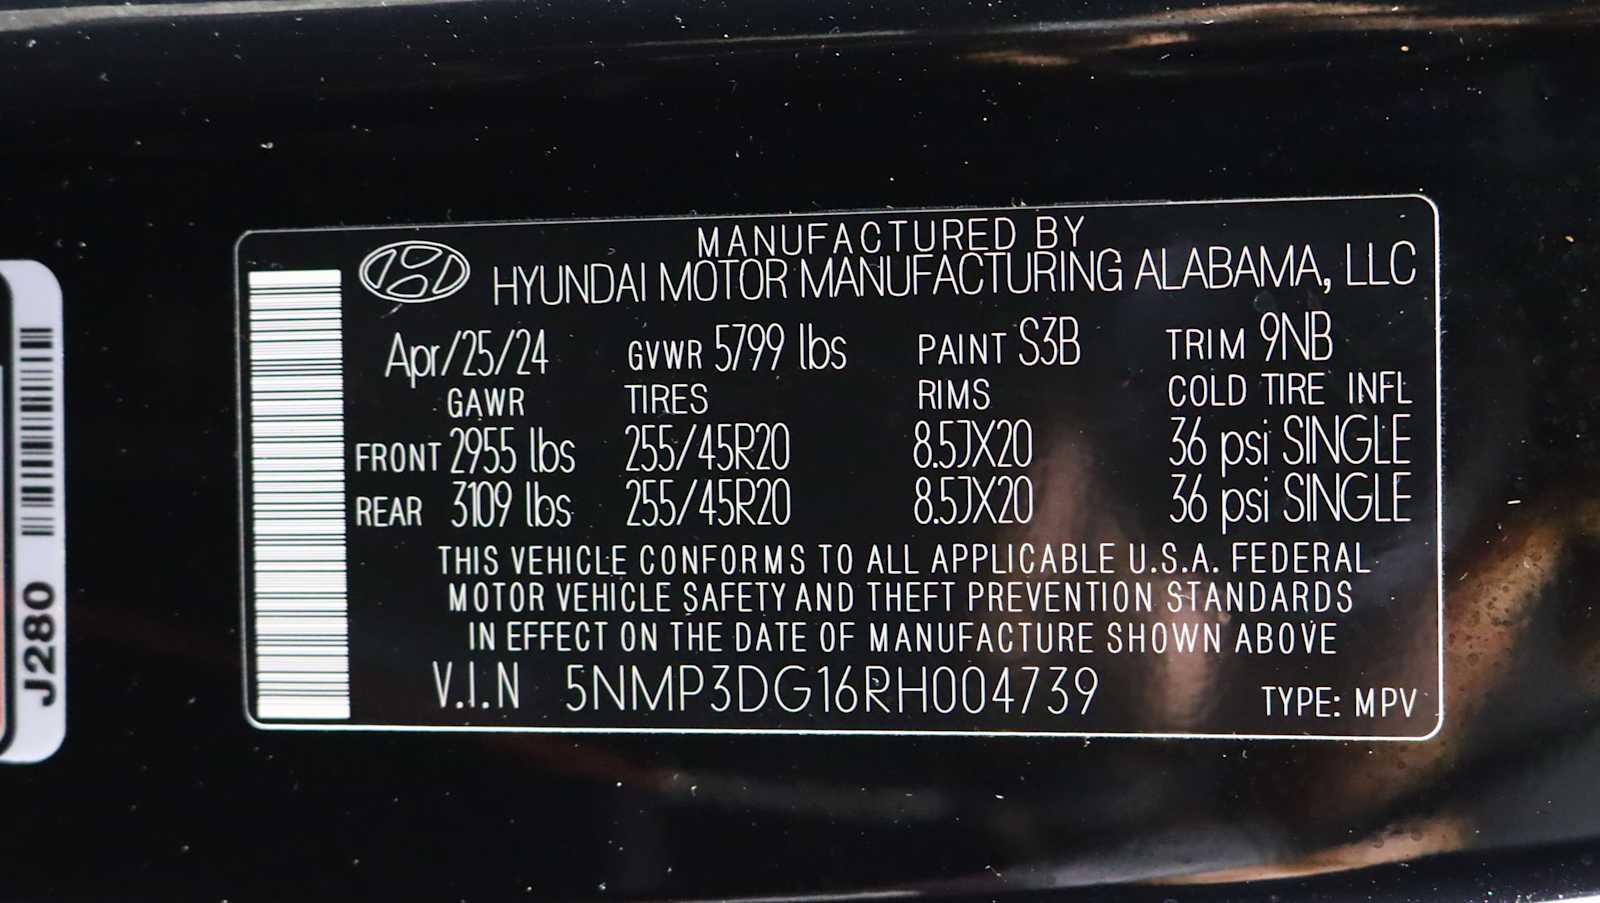 MANUFACTURED BY
HYUNDAI MOTOR MANUFACTURING ALABAMA, LLC
Apr/25/24 GVWR 5799 lbs PAINT S3B TRIM 9NB
GAWR TIRES RIMS COLD TIRE INFL
FRONT 2955 lbs 255/45R20 8.5JX20 36 psi SINGLE
REAR 3109 lbs 255/45R20 8.5JX20 36 psi SINGLE
THIS VEHICLE CONFORMS TO ALL APPLICABLE U.S.A. FEDERAL
MOTOR VEHICLE SAFETY AND THEFT PREVENTION STANDARDS
IN EFFECT ON THE DATE OF MANUFACTURE SHOWN ABOVE
V.I.N 5NMP3DG16RH004739 TYPE: MPV
J280